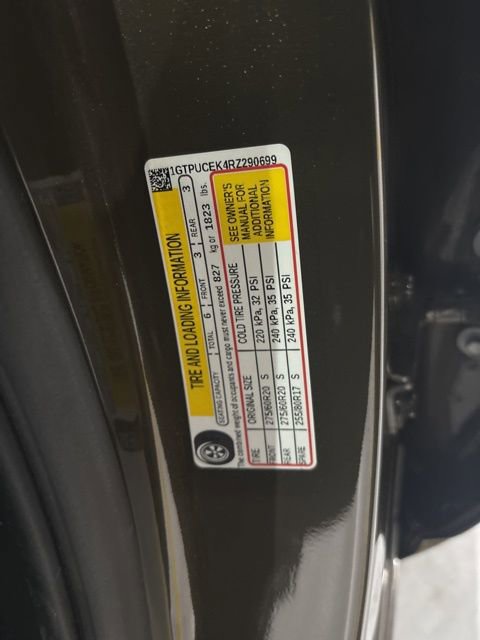 1GTPUCEK4RZ290699
TIRE AND LOADING INFORMATION
SEATING CAPACITY TOTAL 6 FRONT 3 REAR 3
The combined weight of occupants and cargo must never exceed 827 kg or 1823 lbs.
TIRE ORIGINAL SIZE COLD TIRE PRESSURE SEE OWNER'S MANUAL FOR ADDITIONAL INFORMATION
FRONT 275/60R20 S 220 kPa, 32 PSI
REAR 275/60R20 S 240 kPa, 35 PSI
SPARE 255/80R17 S 240 kPa, 35 PSI